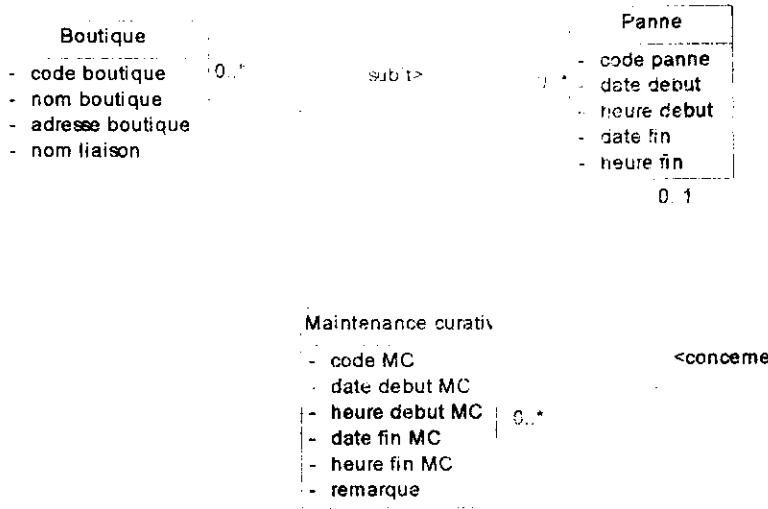 Boutique
- code boutique
- nom boutique
- adresse boutique
- nom liaison
0..*
subit>
*
Panne
- code panne
- date debut
- heure debut
- date fin
- heure fin
0..1
Maintenance curativ
- code MC
- date debut MC
- heure debut MC
- date fin MC
- heure fin MC
- remarque
0..*
<concerne